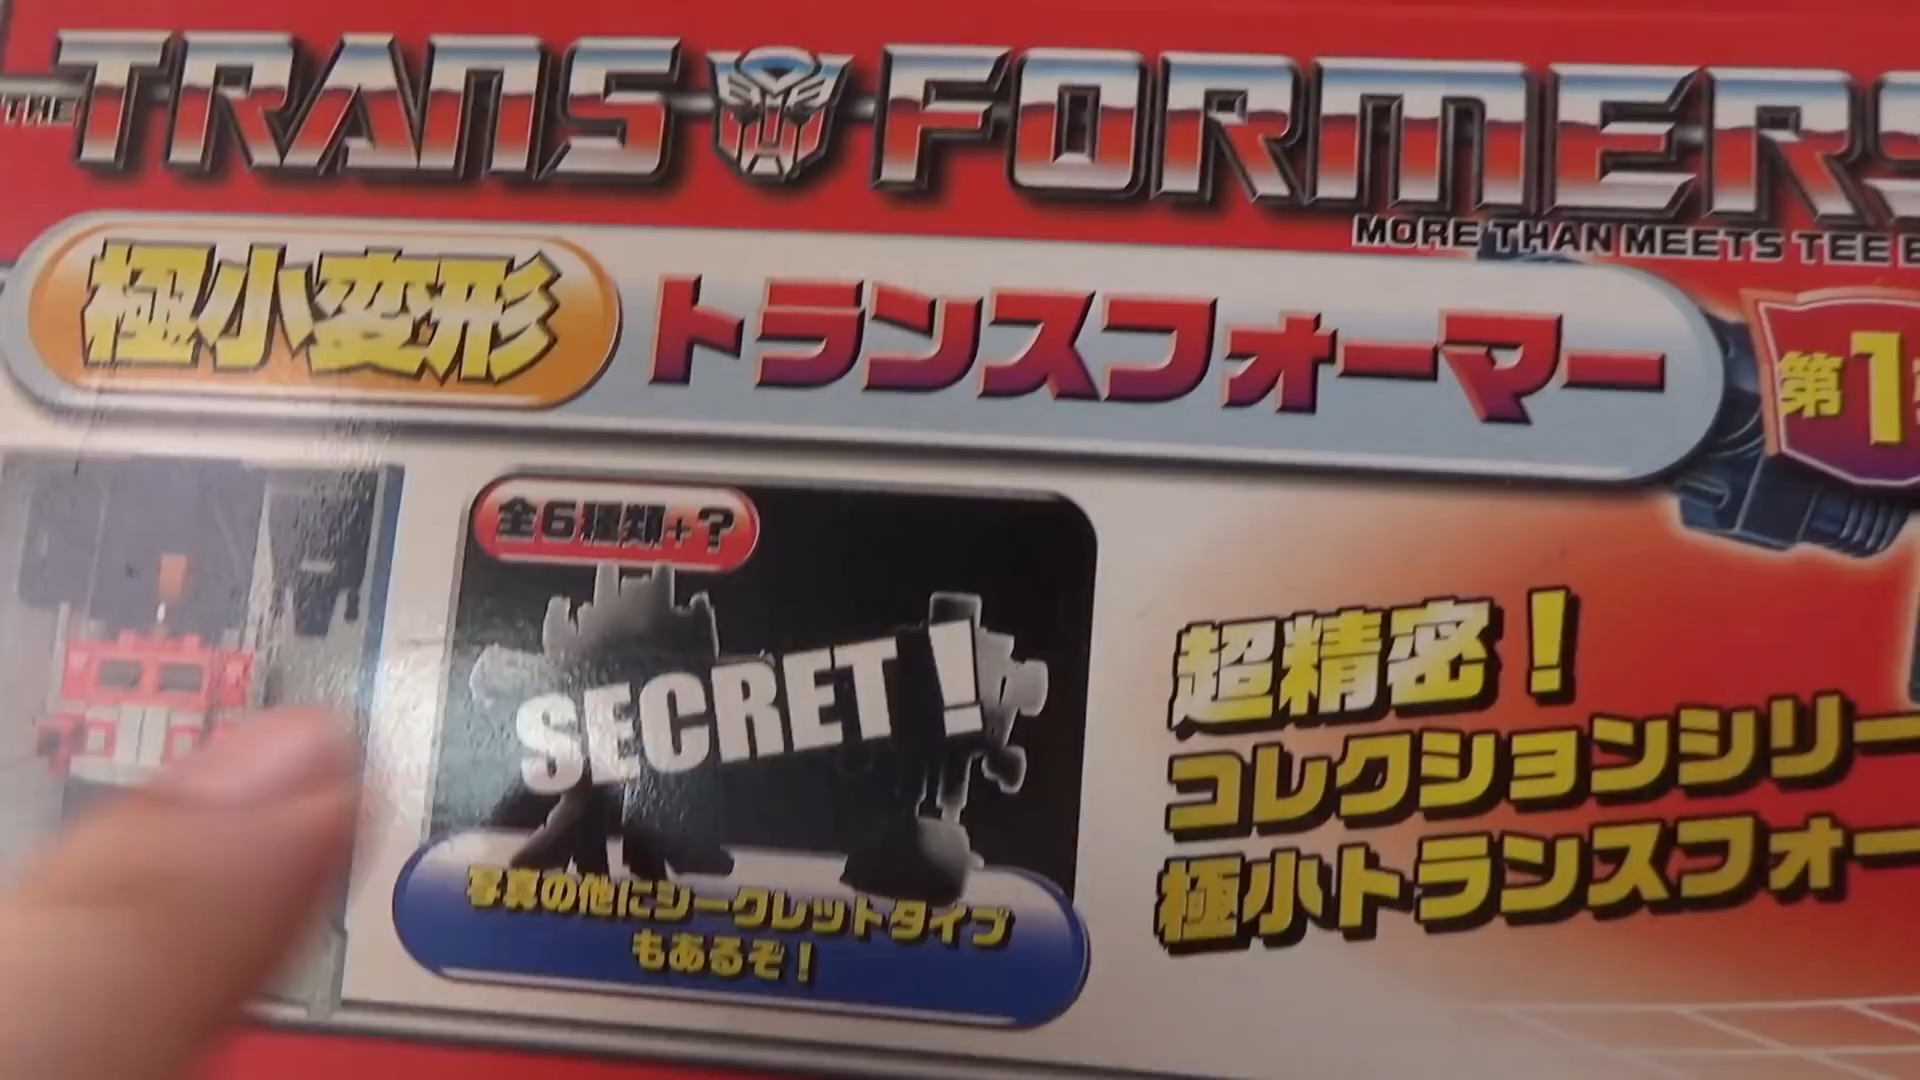 THE TRANSFORMERS
MORE THAN MEETS TEE E
極小変形
トランスフォーマー
第1
全6種類+?
SECRET!
写真の他にシークレットタイプ
もあるぞ!
超精密!
コレクションシリー
極小トランスフォー